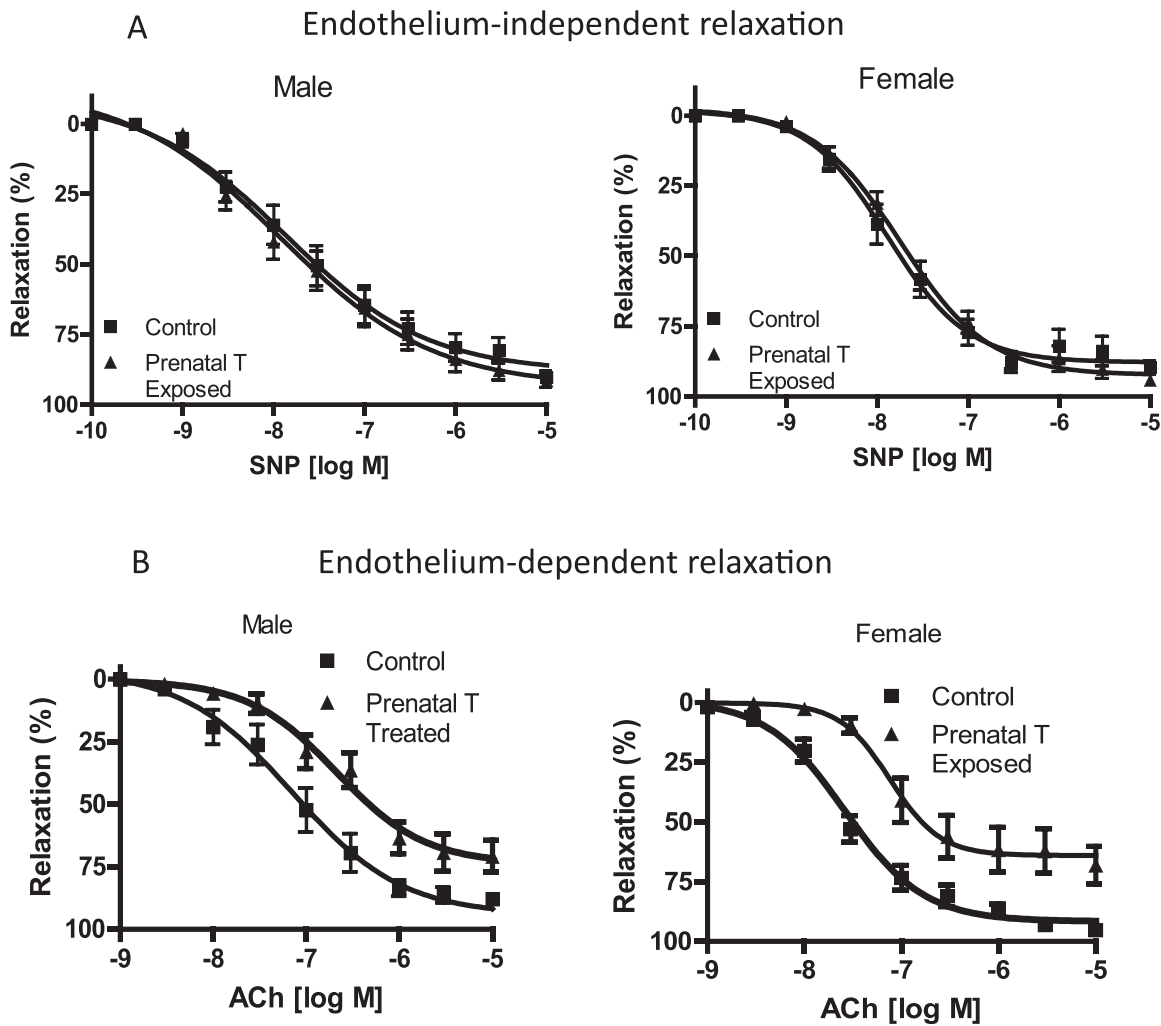 A
Endothelium-independent relaxation
Male
Relaxation (%)
0
25
50
75
100
Control
Prenatal T
Exposed
-10
-9
-8
-7
-6
-5
SNP [log M]
Female
Relaxation (%)
0
25
50
75
100
Control
Prenatal T
Exposed
-10
-9
-8
-7
-6
-5
SNP [log M]
B
Endothelium-dependent relaxation
Male
Control
Prenatal T
Treated
Relaxation (%)
0
25
50
75
100
-9
-8
-7
-6
-5
ACh [log M]
Female
Control
Prenatal T
Exposed
Relaxation (%)
0
25
50
75
100
-9
-8
-7
-6
-5
ACh [log M]